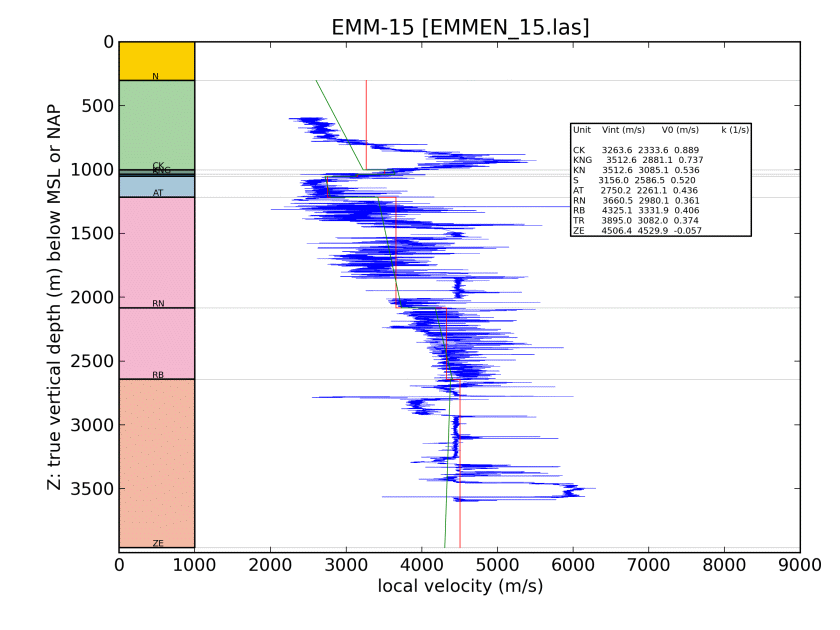 EMM-15 [EMMEN_15.las]
0
N
500
CK
1000
KNG
AT
1500
2000
RN
2500
RB
3000
3500
ZE
Z: true vertical depth (m) below MSL or NAP
Unit Vint (m/s) V0 (m/s) k (1/s)
CK 3263.6 2333.6 0.889
KNG 3512.6 2881.1 0.737
KN 3512.6 3085.1 0.536
S 3156.0 2586.5 0.520
AT 2750.2 2261.1 0.436
RN 3660.5 2980.1 0.361
RB 4325.1 3331.9 0.406
TR 3895.0 3082.0 0.374
ZE 4506.4 4529.9 -0.057
0 1000 2000 3000 4000 5000 6000 7000 8000 9000
local velocity (m/s)